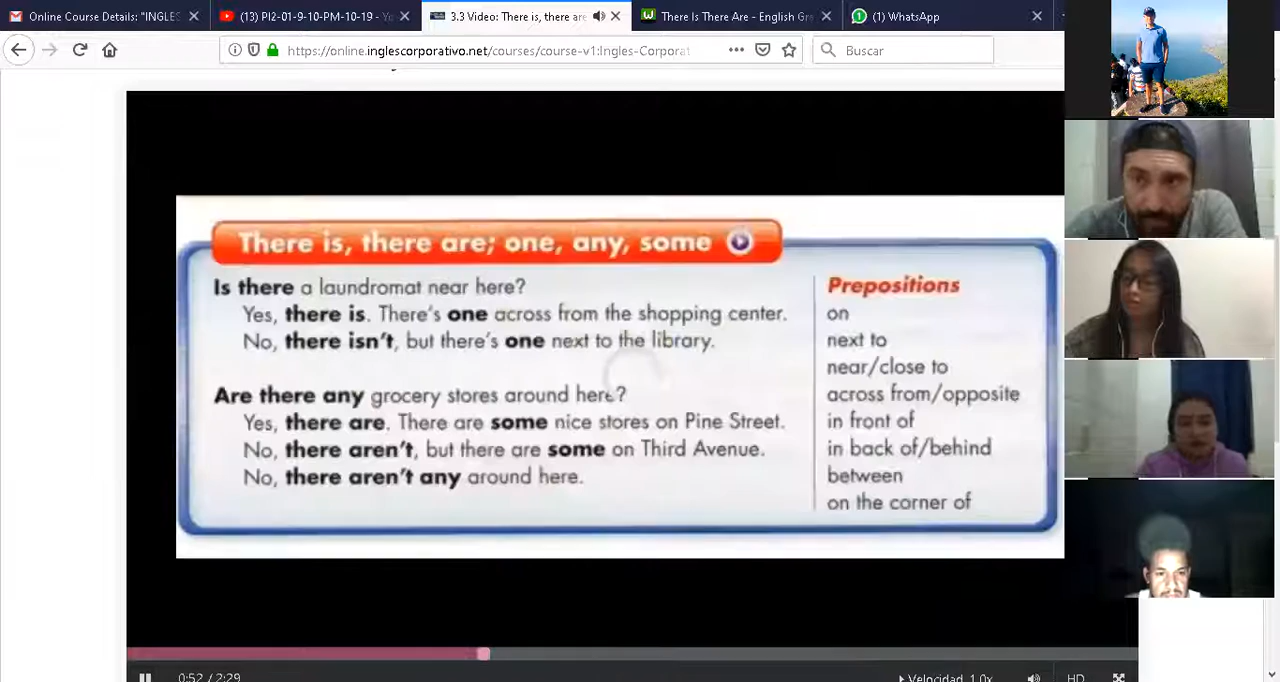 Online Course Details: "INGLES
(13) PI2-01-9-10-PM-10-19 - Yo
3.3 Video: There is, there are
There Is There Are - English Gr
(1) WhatsApp
https://online.inglescorporativo.net/courses/course-v1:Ingles-Corporat
Buscar
There is, there are; one, any, some
Is there a laundromat near here?
Yes, there is. There's one across from the shopping center.
No, there isn't, but there's one next to the library.
Are there any grocery stores around here?
Yes, there are. There are some nice stores on Pine Street.
No, there aren't, but there are some on Third Avenue.
No, there aren't any around here.
Prepositions
on
next to
near/close to
across from/opposite
in front of
in back of/behind
between
on the corner of
0:52 / 2:29
Velocidad 1.0x
HD